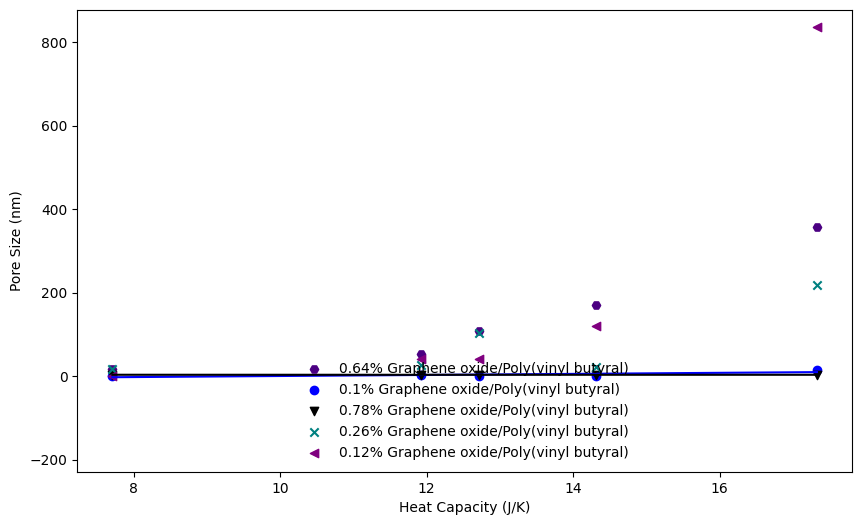 800
600
400
200
0
−200
Pore Size (nm)
0.64% Graphene oxide/Poly(vinyl butyral)
0.1% Graphene oxide/Poly(vinyl butyral)
0.78% Graphene oxide/Poly(vinyl butyral)
0.26% Graphene oxide/Poly(vinyl butyral)
0.12% Graphene oxide/Poly(vinyl butyral)
8 10 12 14 16
Heat Capacity (J/K)